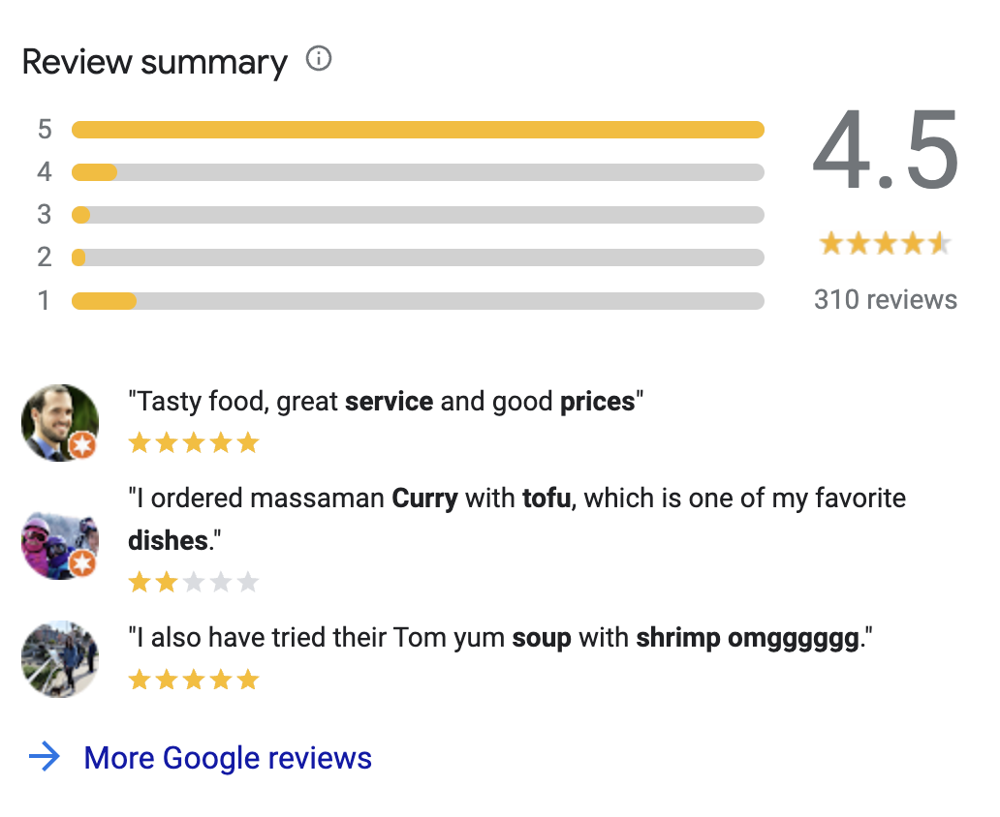 Review summary
5
4
3
2
1
4.5
310 reviews
"Tasty food, great service and good prices"
"I ordered massaman Curry with tofu, which is one of my favorite
dishes."
"I also have tried their Tom yum soup with shrimp omgggggg."
More Google reviews